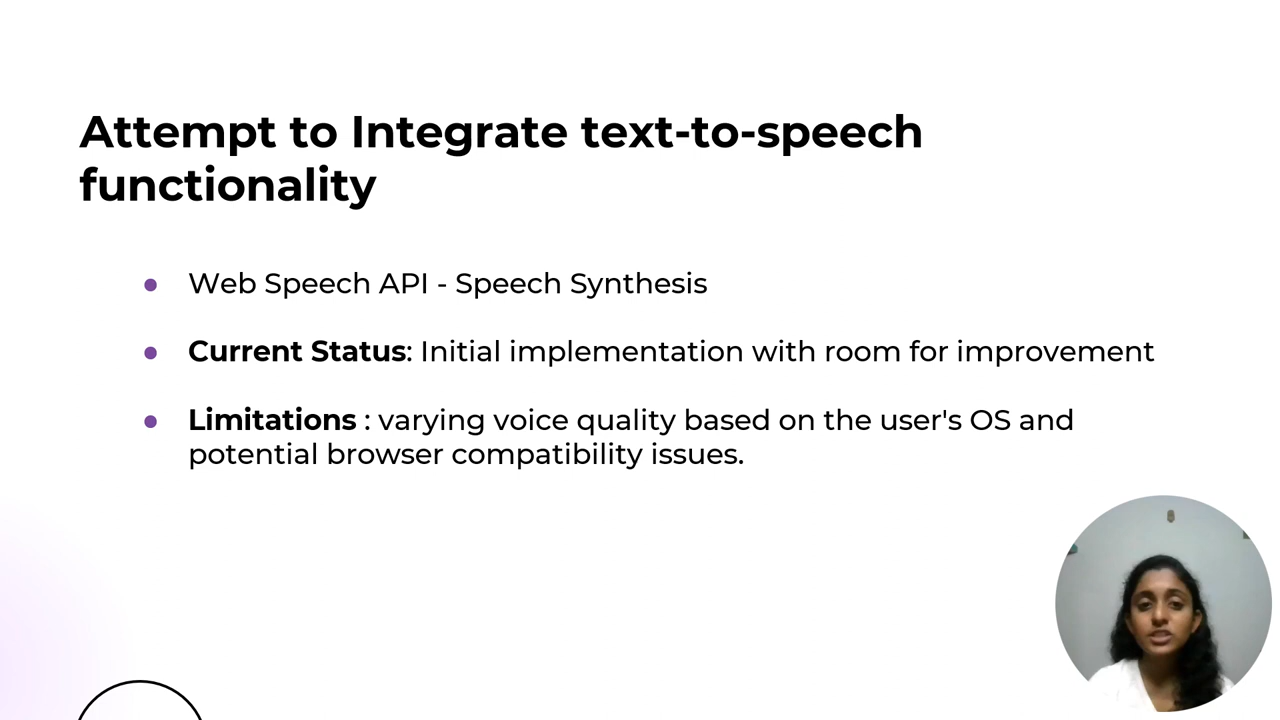 Attempt to Integrate text-to-speech
functionality
● Web Speech API - Speech Synthesis
● Current Status: Initial implementation with room for improvement
● Limitations : varying voice quality based on the user's OS and
potential browser compatibility issues.